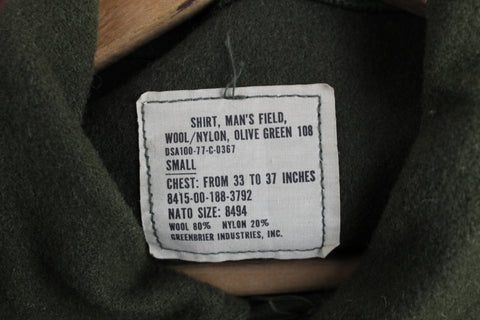 SHIRT, MAN'S FIELD,
WOOL/NYLON, OLIVE GREEN 108
DSA100-77-C-0367
SMALL
CHEST: FROM 33 TO 37 INCHES
8415-00-188-3792
NATO SIZE: 8494
WOOL 80% NYLON 20%
GREENBRIER INDUSTRIES, INC.